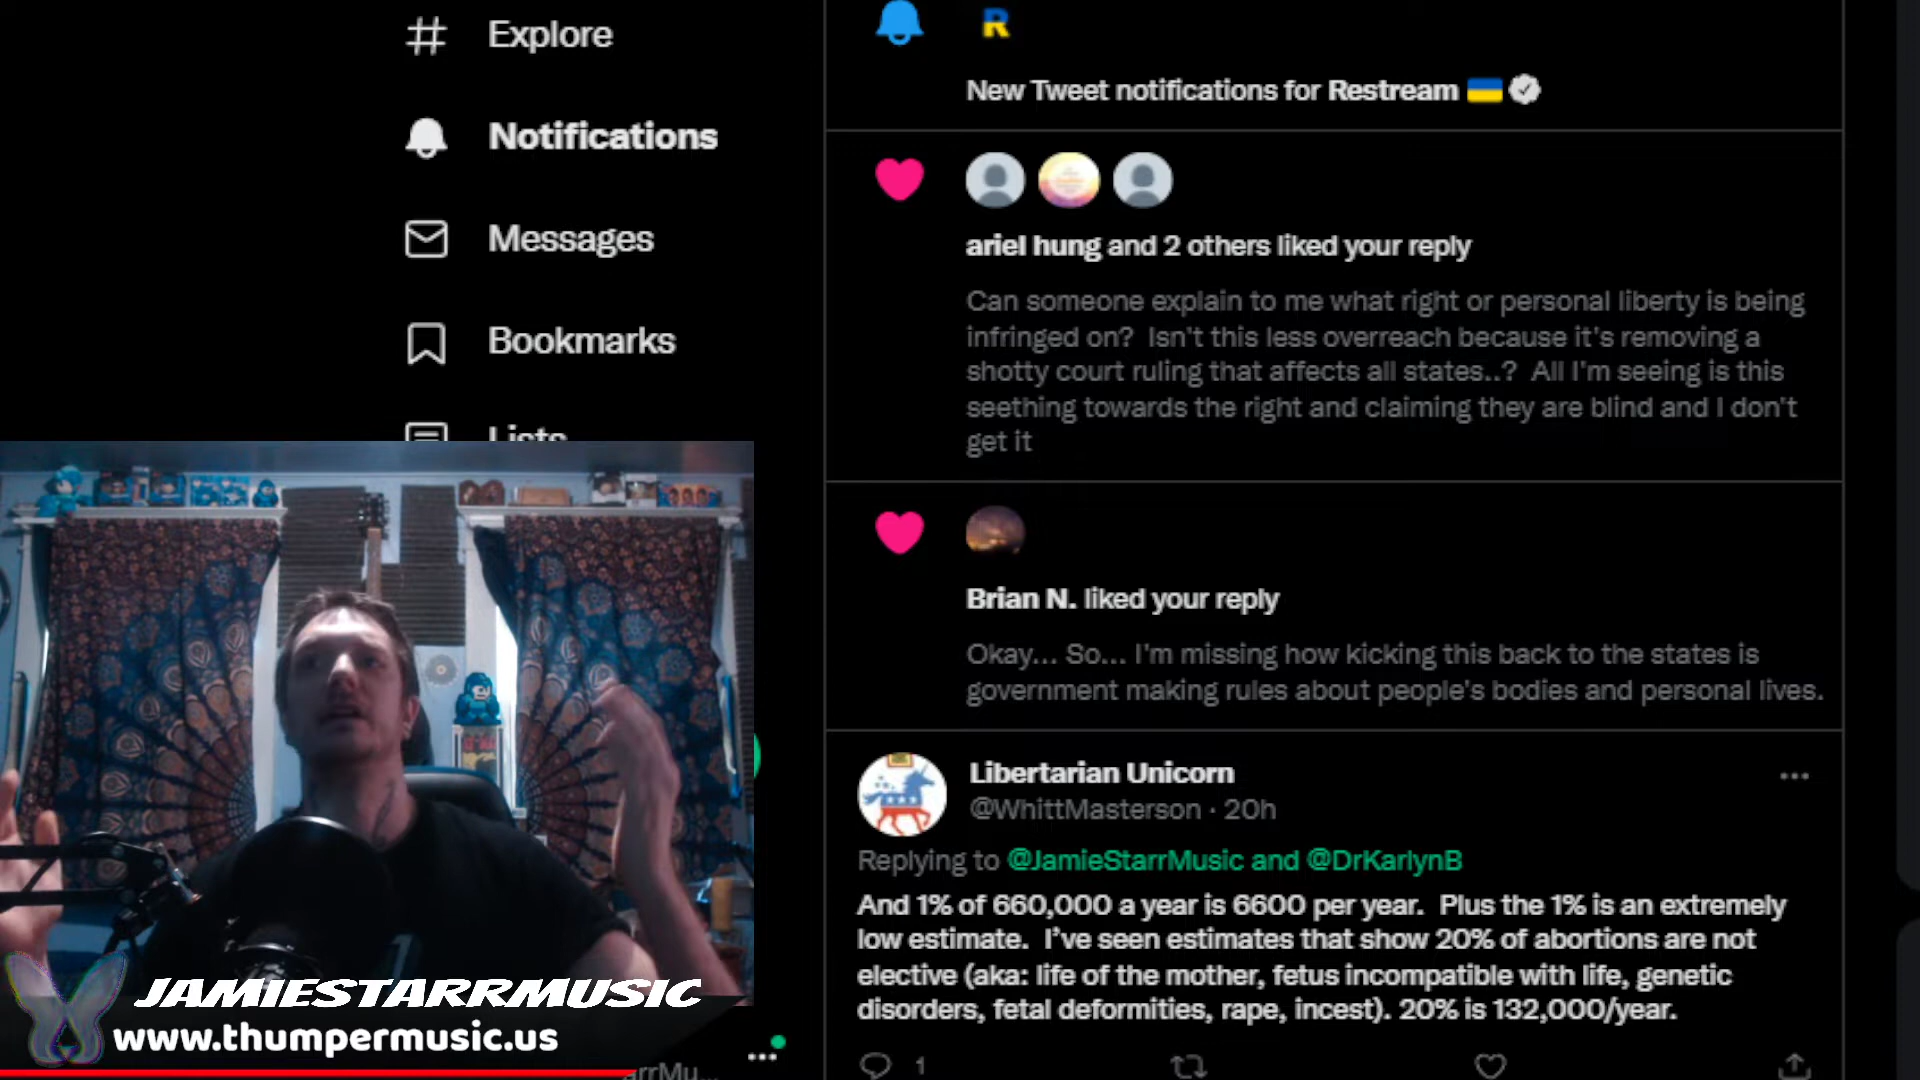 Explore
Notifications
Messages
Bookmarks
Lists
R
New Tweet notifications for Restream
ariel hung and 2 others liked your reply
Can someone explain to me what right or personal liberty is being
infringed on?  Isn't this less overreach because it's removing a
shotty court ruling that affects all states..?  All I'm seeing is this
seething towards the right and claiming they are blind and I don't
get it
Brian N. liked your reply
Okay... So... I'm missing how kicking this back to the states is
government making rules about people's bodies and personal lives.
Libertarian Unicorn
@WhittMasterson · 20h
Replying to @JamieStarrMusic and @DrKarlynB
And 1% of 660,000 a year is 6600 per year.  Plus the 1% is an extremely
low estimate.  I've seen estimates that show 20% of abortions are not
elective (aka: life of the mother, fetus incompatible with life, genetic
disorders, fetal deformities, rape, incest). 20% is 132,000/year.
1
JAMIESTARRMUSIC
www.thumpermusic.us
arrMu...